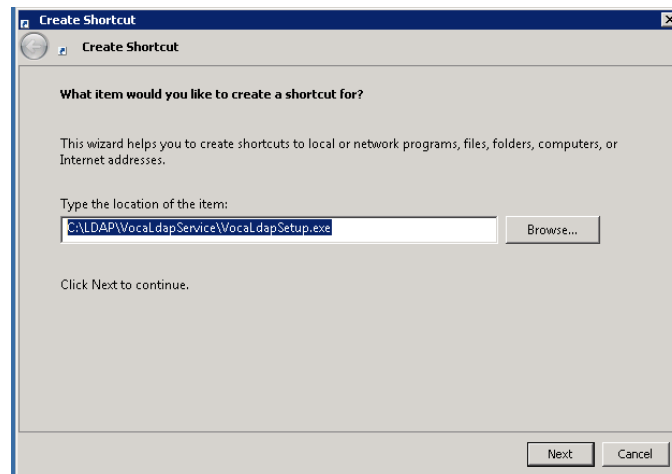 Create Shortcut
Create Shortcut
What item would you like to create a shortcut for?
This wizard helps you to create shortcuts to local or network programs, files, folders, computers, or
Internet addresses.
Type the location of the item:
C:\LDAP\VocaLdapService\VocaLdapSetup.exe
Browse...
Click Next to continue.
Next
Cancel